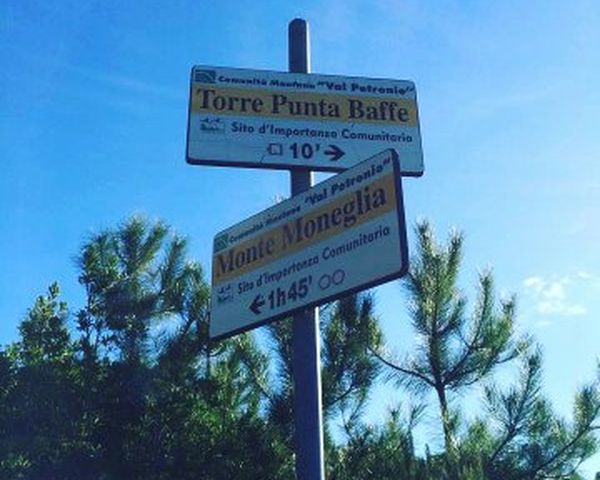 Comunità Montana "Val Petronio"
Torre Punta Baffe
Sito d'Importanza Comunitaria
10' →
Comunità Montana "Val Petronio"
Monte Moneglia
Sito d'Importanza Comunitaria
← 1h45'